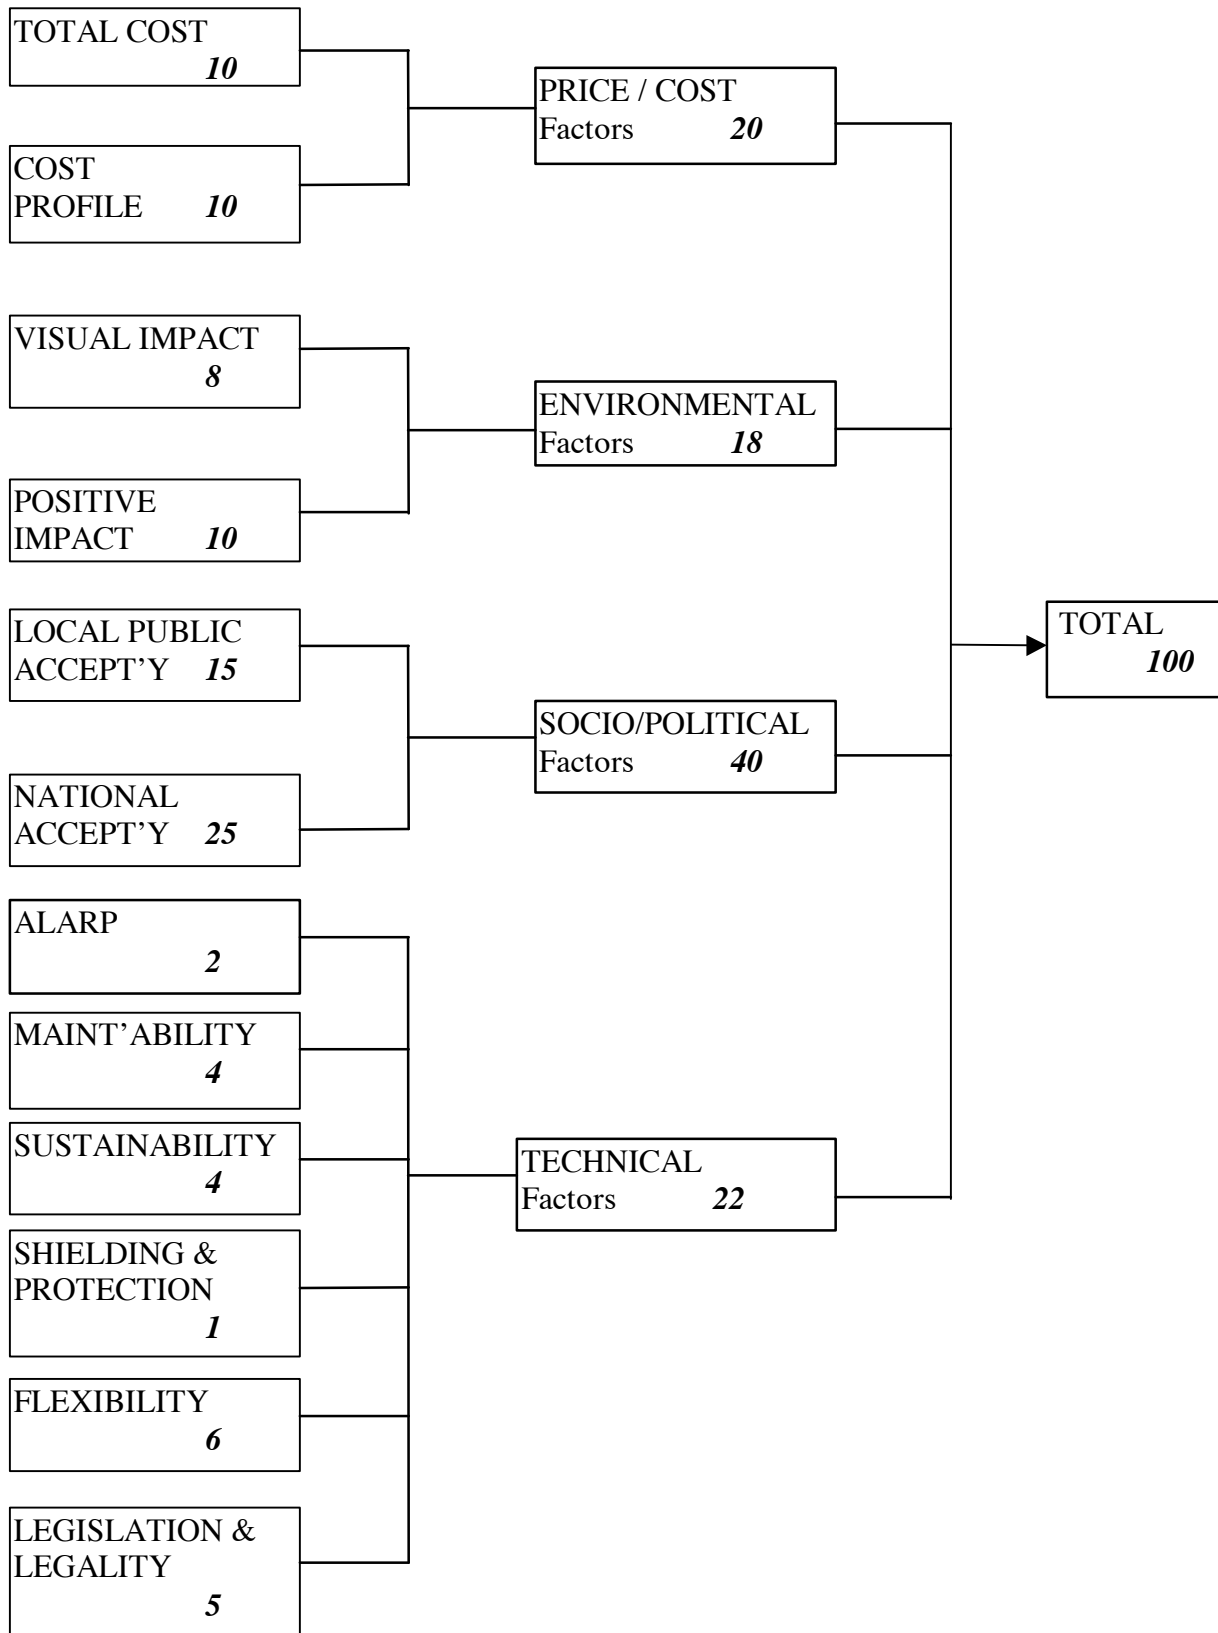 TOTAL COST
10
COST
PROFILE 10
VISUAL IMPACT
8
POSITIVE
IMPACT 10
LOCAL PUBLIC
ACCEPT’Y 15
NATIONAL
ACCEPT’Y 25
ALARP
2
MAINT’ABILITY
4
SUSTAINABILITY
4
SHIELDING &
PROTECTION
1
FLEXIBILITY
6
LEGISLATION &
LEGALITY
5
PRICE / COST
Factors 20
ENVIRONMENTAL
Factors 18
SOCIO/POLITICAL
Factors 40
TECHNICAL
Factors 22
TOTAL
100